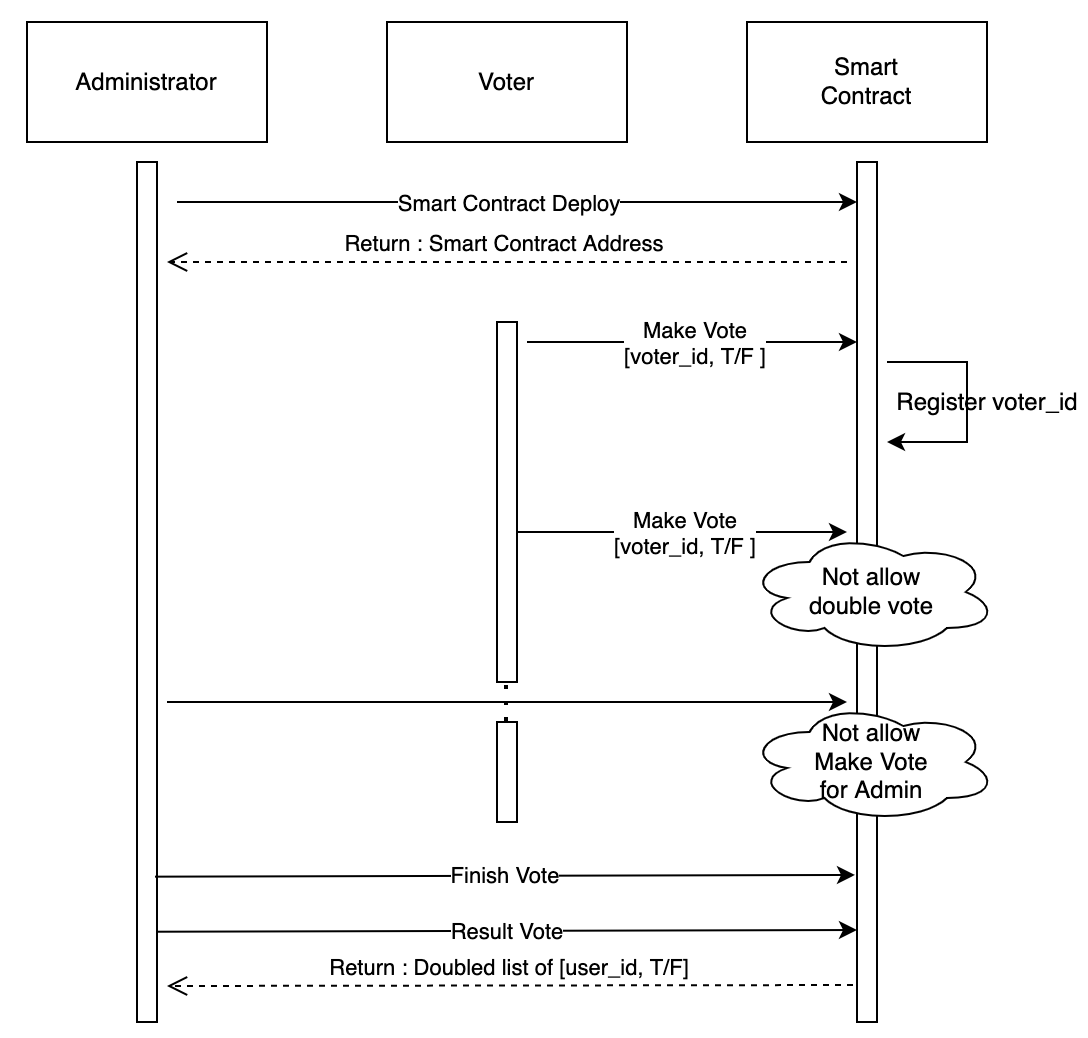 Administrator
Voter
Smart
Contract
Smart Contract Deploy
Return : Smart Contract Address
Make Vote
[voter_id, T/F ]
Register voter_id
Make Vote
[voter_id, T/F ]
Not allow
double vote
Not allow
Make Vote
for Admin
Finish Vote
Result Vote
Return : Doubled list of [user_id, T/F]